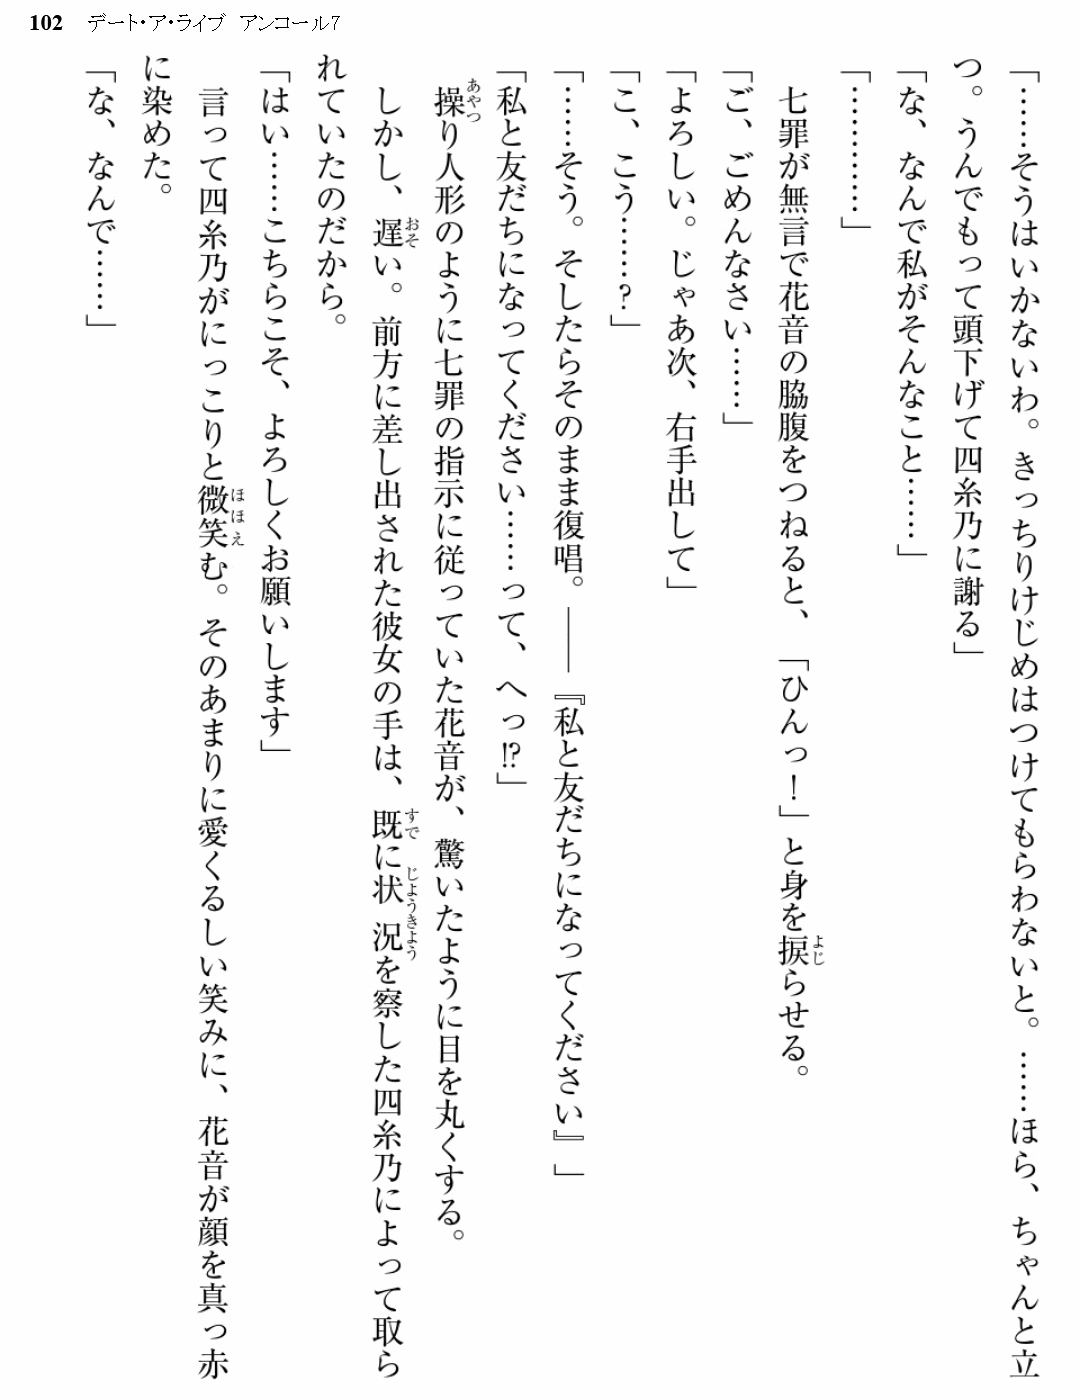 102 デート・ア・ライブ アンコール7
「……そうはいかないわ。きっちりけじめはつけてもらわないと。……ほら、ちゃんと立
つ。うんでもって頭下げて四糸乃に謝る」
「な、なんで私がそんなこと……」
「…………」
七罪が無言で花音の脇腹をつねると、「ひんっ！」と身を捩らせる。
「ご、ごめんなさい……」
「よろしい。じゃあ次、右手出して」
「こ、こう……？」
「……そう。そしたらそのまま復唱。――『私と友だちになってください』」
「私と友だちになってください……って、へっ!?」
操り人形のように七罪の指示に従っていた花音が、驚いたように目を丸くする。
しかし、遅い。前方に差し出された彼女の手は、既に状況を察した四糸乃によって取ら
れていたのだから。
「はい……こちらこそ、よろしくお願いします」
言って四糸乃がにっこりと微笑む。そのあまりに愛くるしい笑みに、花音が顔を真っ赤
に染めた。
「な、なんで……」